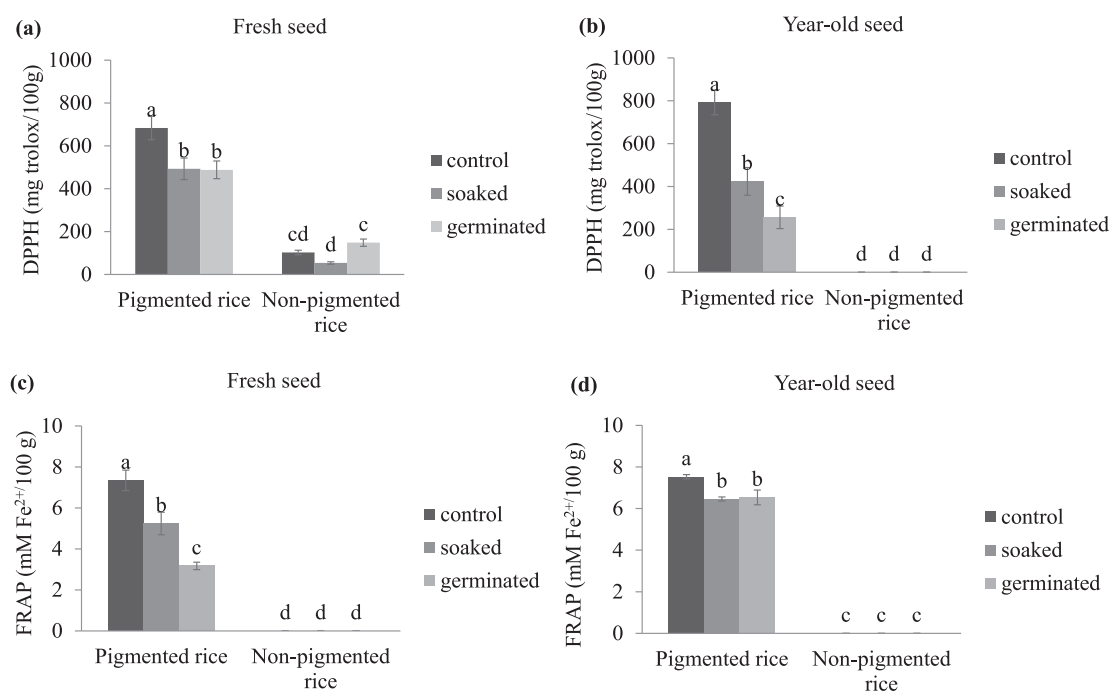 (a)
Fresh seed
DPPH (mg trolox/100g)
1000
800
600
400
200
0
a
b
b
cd
d
c
Pigmented rice
Non-pigmented
rice
control
soaked
germinated
(b)
Year-old seed
DPPH (mg trolox/100g)
1000
800
600
400
200
0
a
b
c
d
d
d
Pigmented rice
Non-pigmented
rice
control
soaked
germinated
(c)
Fresh seed
FRAP (mM Fe²⁺/100 g)
10
8
6
4
2
0
a
b
c
d
d
d
Pigmented rice
Non-pigmented
rice
control
soaked
germinated
(d)
Year-old seed
FRAP (mM Fe²⁺/100 g)
10
8
6
4
2
0
a
b
b
c
c
c
Pigmented rice
Non-pigmented
rice
control
soaked
germinated